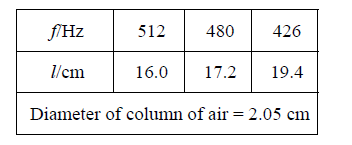 f/Hz 512 480 426
l/cm 16.0 17.2 19.4
Diameter of column of air = 2.05 cm